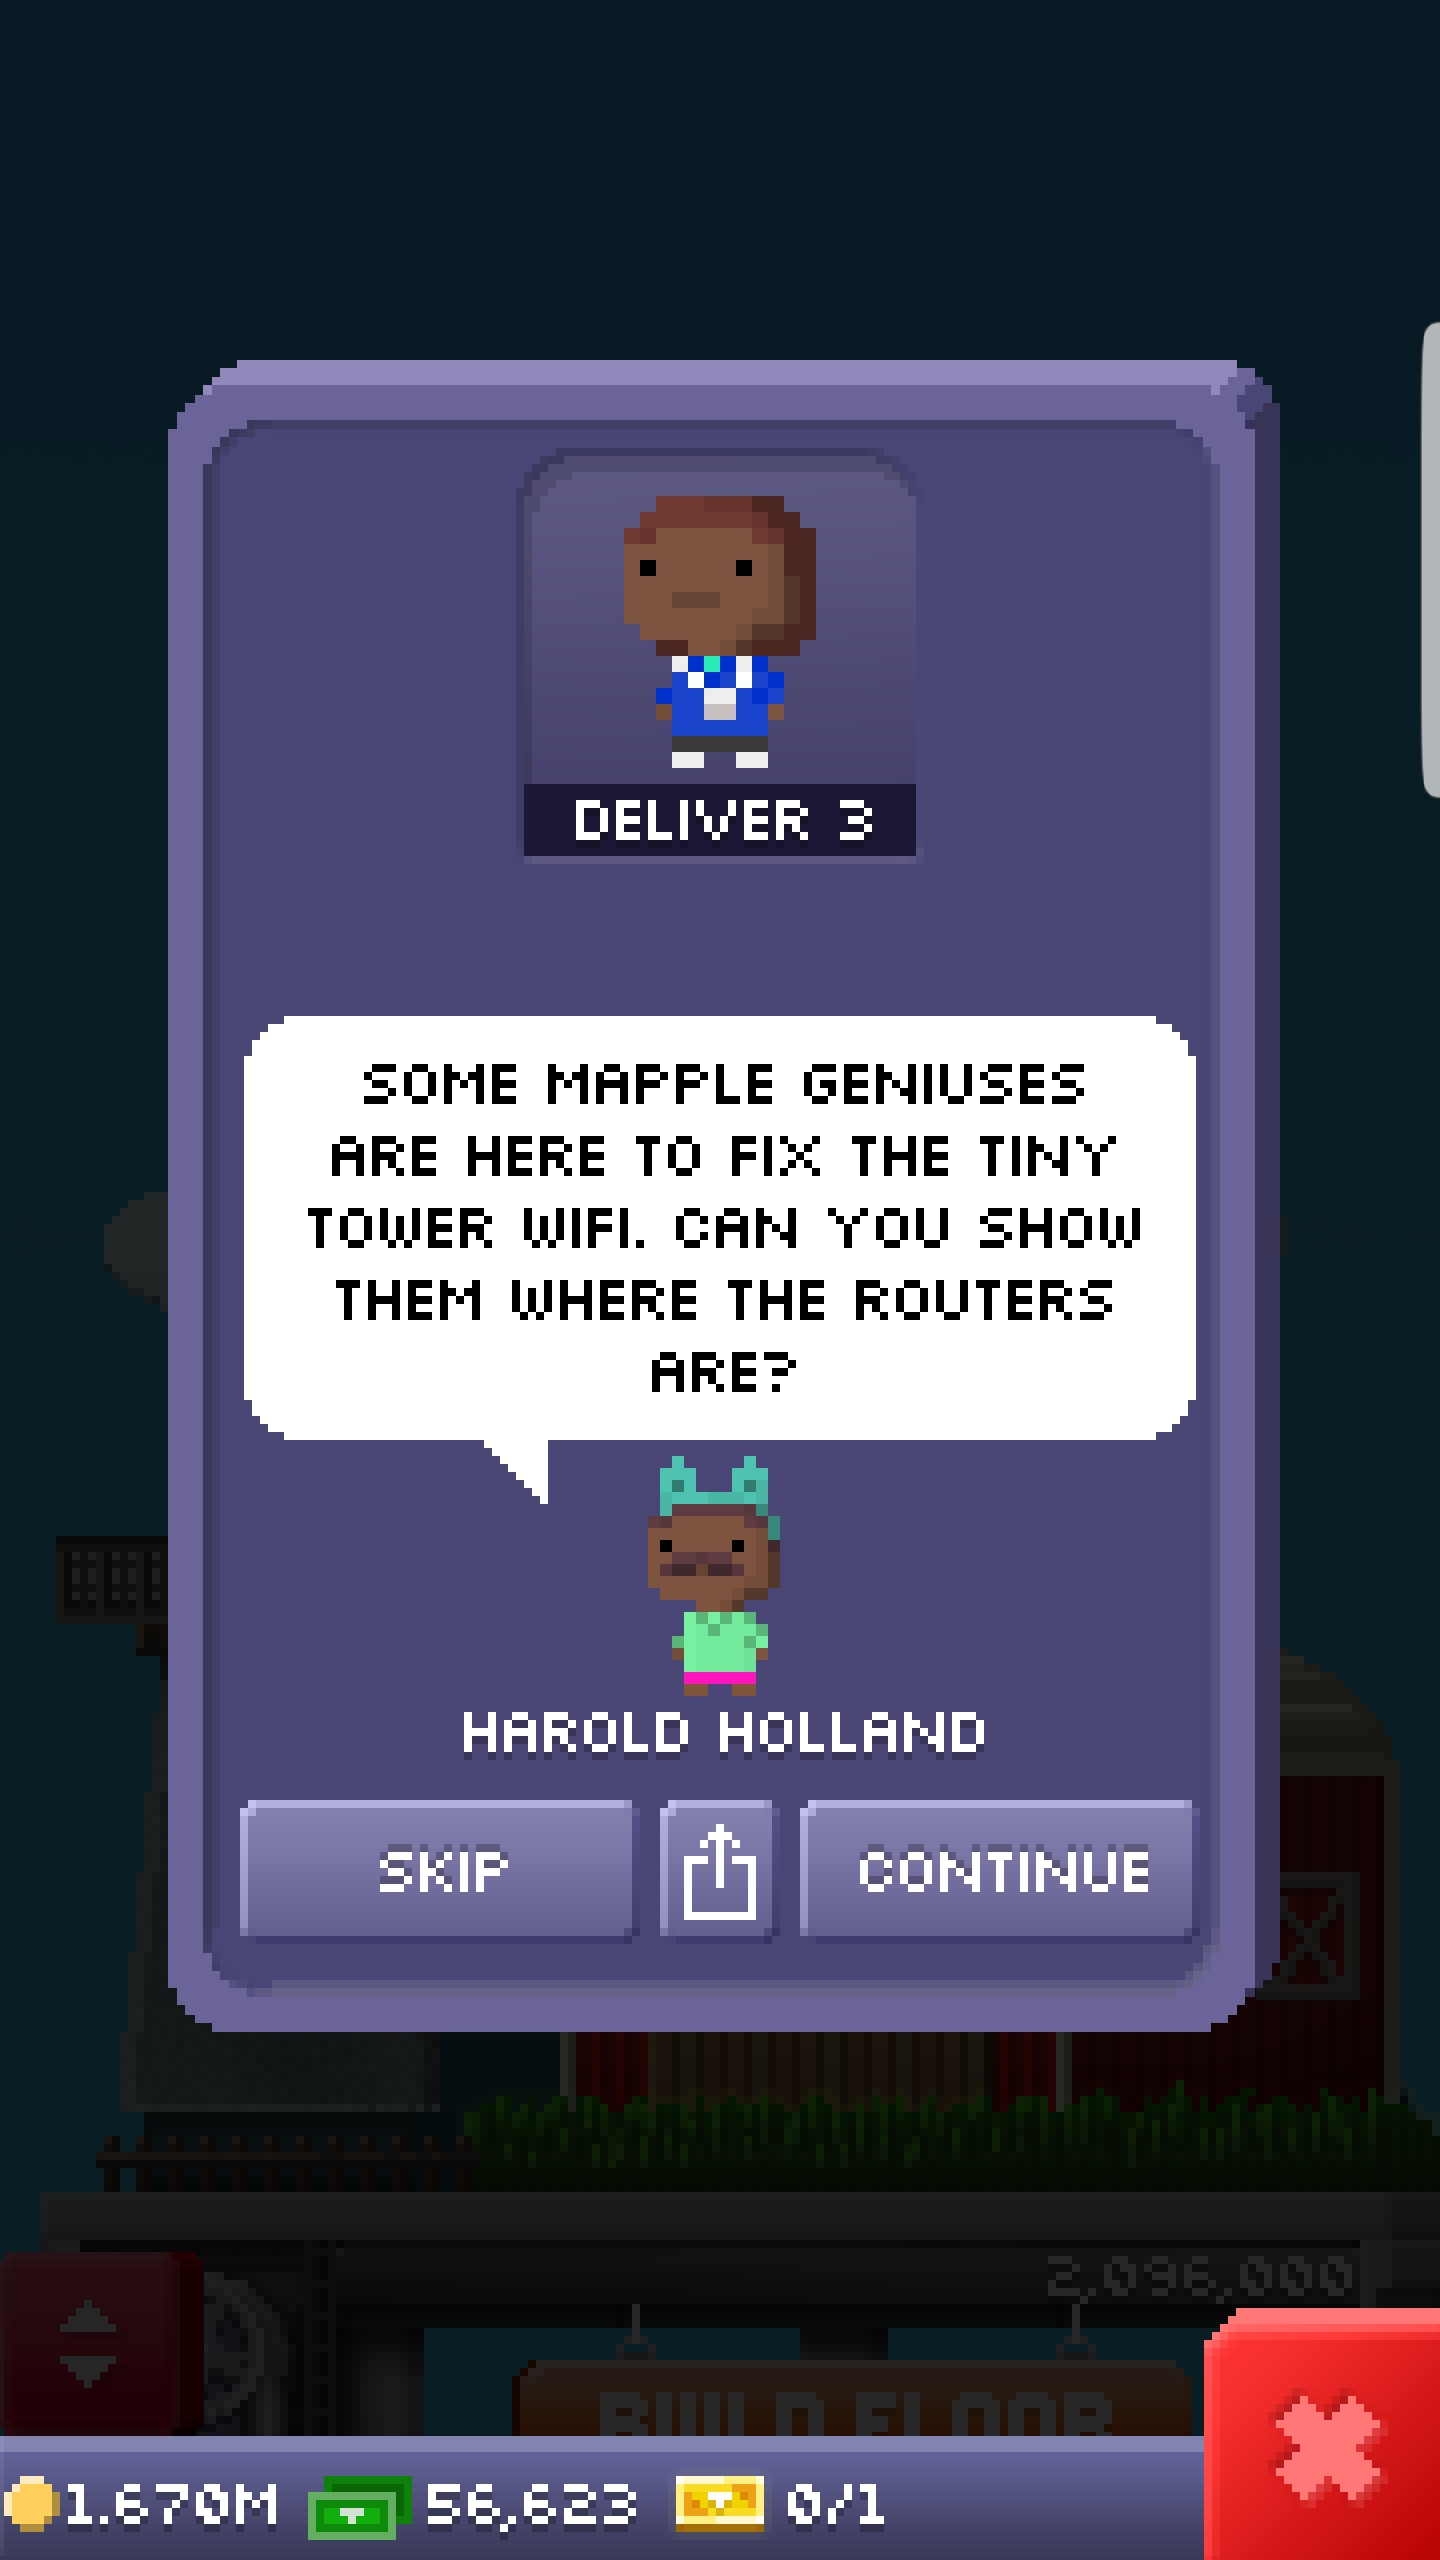 DELIVER 3
SOME MAPPLE GENIUSES
ARE HERE TO FIX THE TINY
TOWER WIFI. CAN YOU SHOW
THEM WHERE THE ROUTERS
ARE?
HAROLD HOLLAND
SKIP
CONTINUE
2,096,000
BUILD FLOOR
1.670M 56,623 0/1